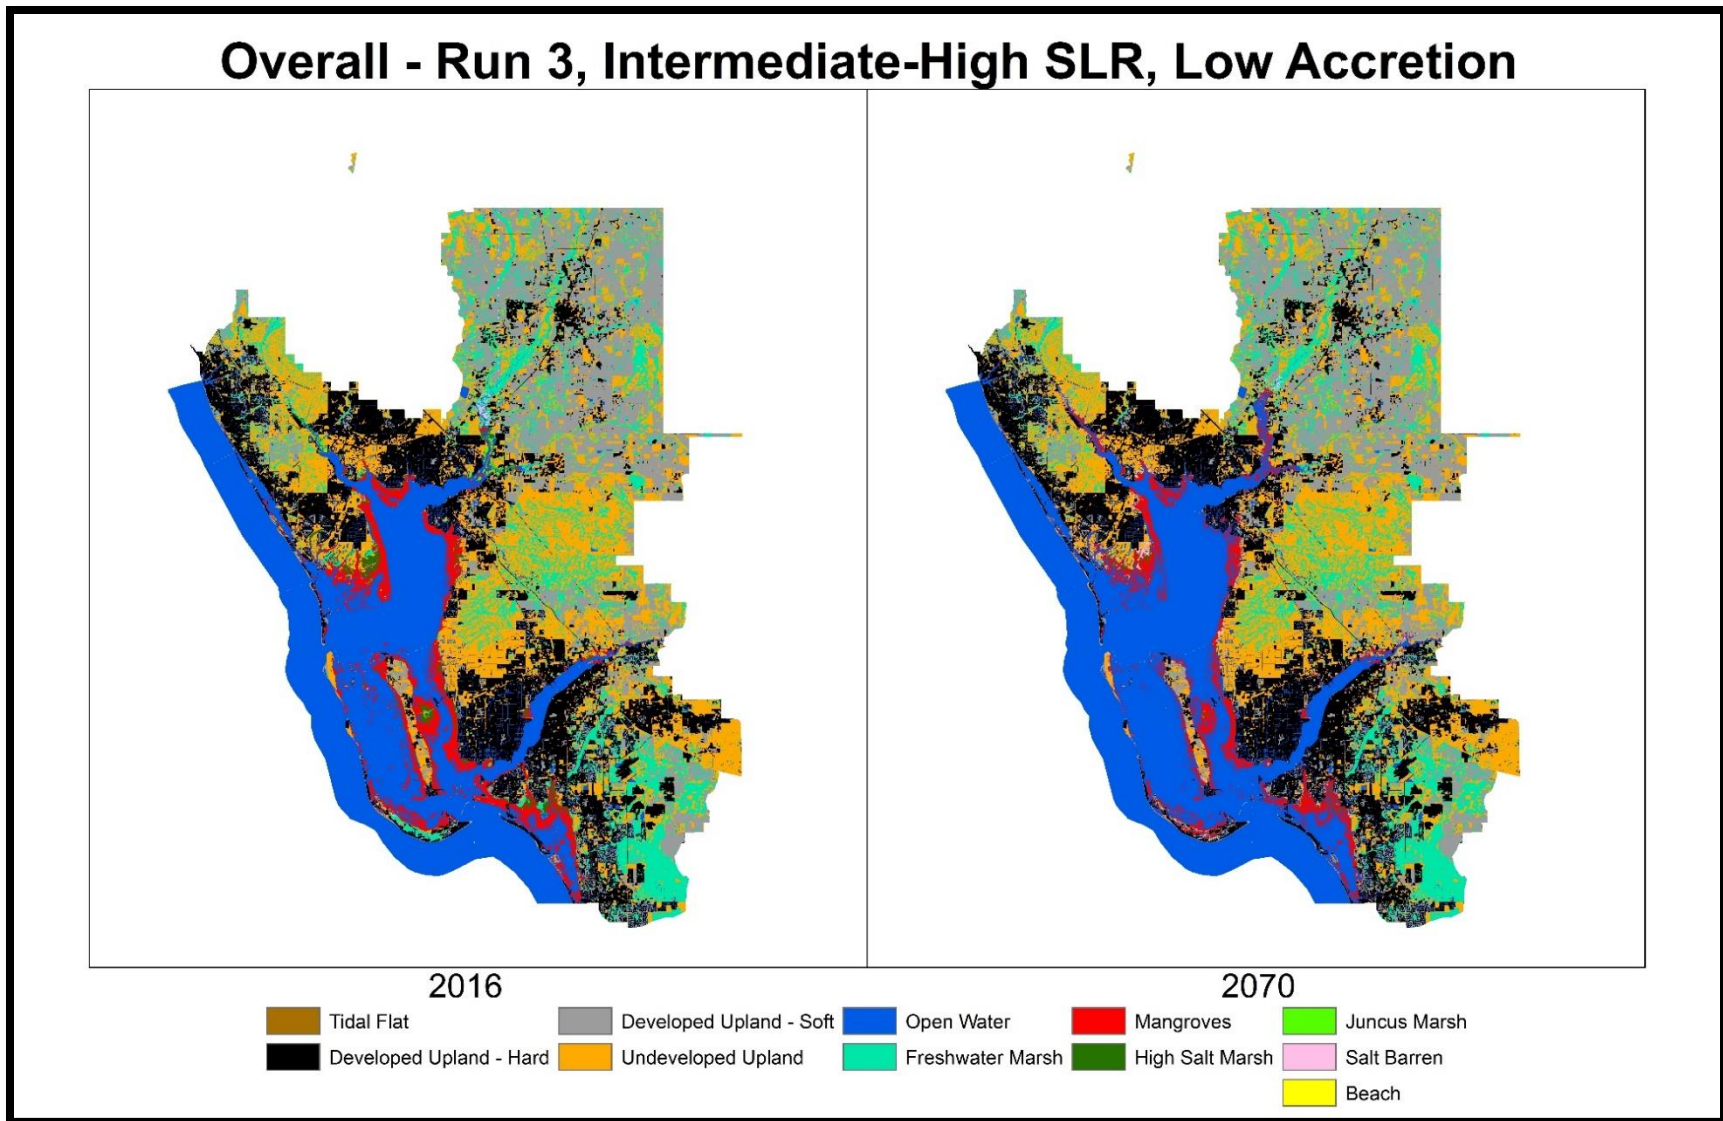 Overall - Run 3, Intermediate-High SLR, Low Accretion
2016
2070
Tidal Flat
Developed Upland - Soft
Open Water
Mangroves
Juncus Marsh
Developed Upland - Hard
Undeveloped Upland
Freshwater Marsh
High Salt Marsh
Salt Barren
Beach